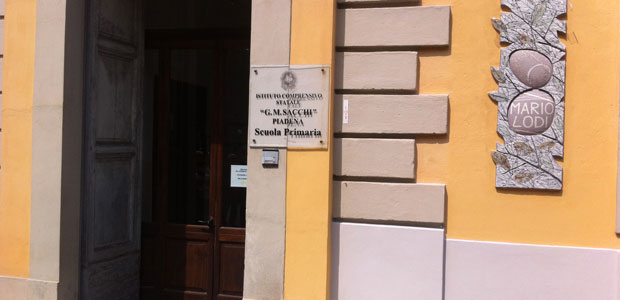 ISTITUTO COMPRENSIVO
STATALE
"G.M. SACCHI"
PIADENA
Scuola Primaria
MARIO
LODI